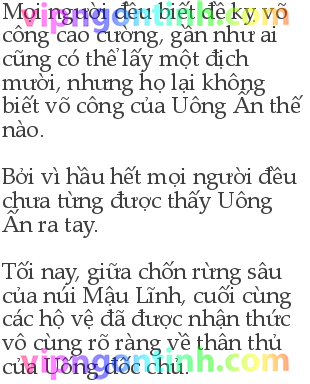 Mọi người đều biết đề kỵ võ
công cao cường, gần như ai
cũng có thể lấy một địch
mười, nhưng họ lại không
biết võ công của Uông Ấn thế
nào.
Bởi vì hầu hết mọi người đều
chưa từng được thấy Uông
Ấn ra tay.
Tối nay, giữa chốn rừng sâu
của núi Mậu Lĩnh, cuối cùng
các hộ vệ đã được nhận thức
vô cùng rõ ràng về thân thủ
của Uông đốc chủ.
vipngontinh.com
vipngontinh.com